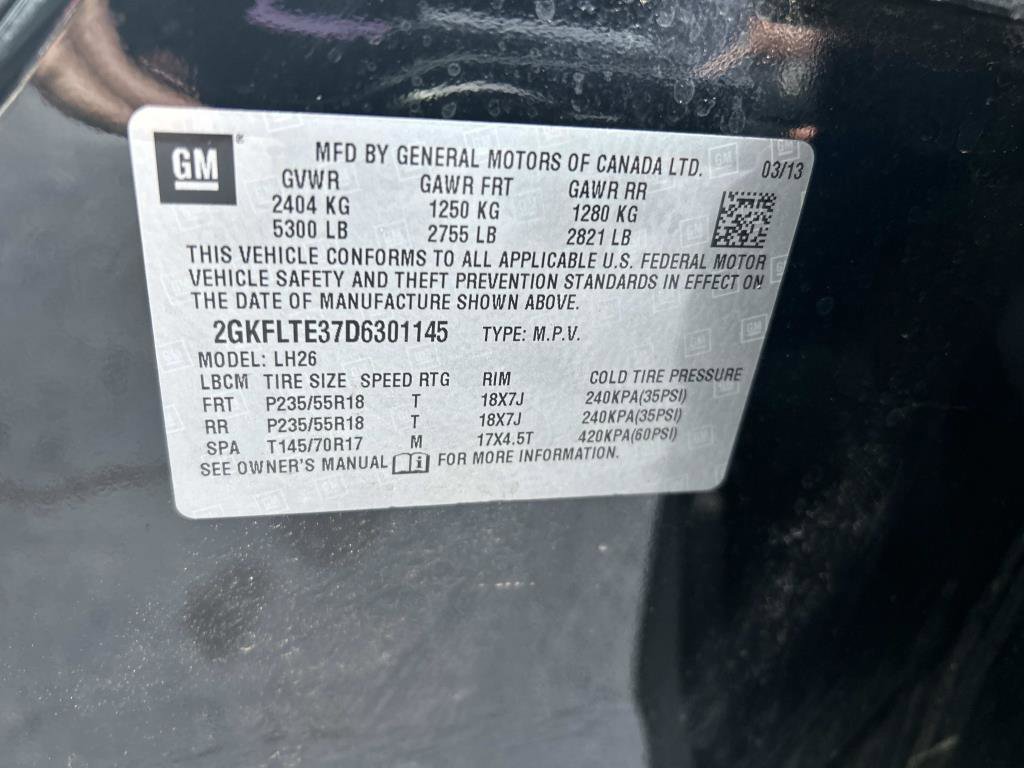 GM
MFD BY GENERAL MOTORS OF CANADA LTD. 03/13
GVWR GAWR FRT GAWR RR
2404 KG 1250 KG 1280 KG
5300 LB 2755 LB 2821 LB
THIS VEHICLE CONFORMS TO ALL APPLICABLE U.S. FEDERAL MOTOR
VEHICLE SAFETY AND THEFT PREVENTION STANDARDS IN EFFECT ON
THE DATE OF MANUFACTURE SHOWN ABOVE.
2GKFLTE37D6301145 TYPE: M.P.V.
MODEL: LH26
LBCM TIRE SIZE SPEED RTG RIM COLD TIRE PRESSURE
FRT P235/55R18 T 18X7J 240KPA(35PSI)
RR P235/55R18 T 18X7J 240KPA(35PSI)
SPA T145/70R17 M 17X4.5T 420KPA(60PSI)
SEE OWNER'S MANUAL FOR MORE INFORMATION.